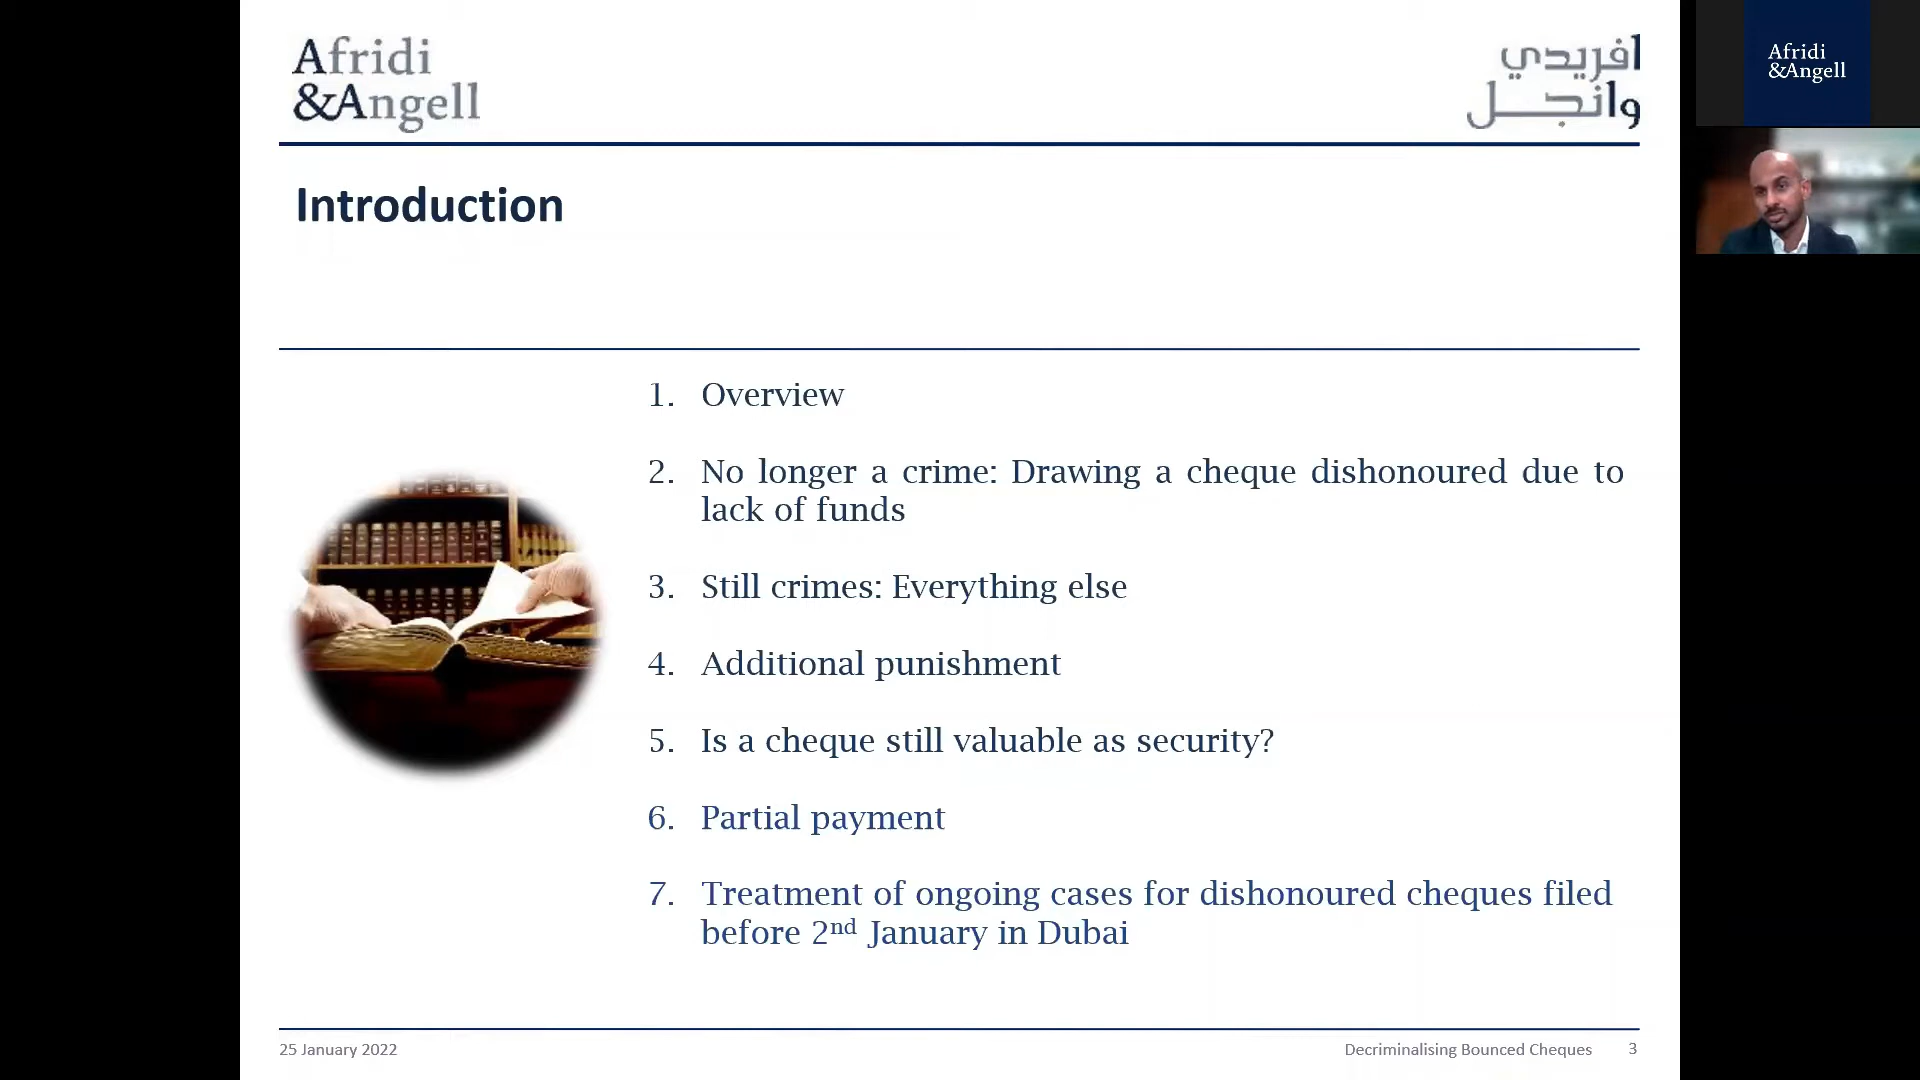 Afridi
&Angell
افريدي
وانجل
Afridi
&Angell
Introduction
1. Overview
2. No longer a crime: Drawing a cheque dishonoured due to
lack of funds
3. Still crimes: Everything else
4. Additional punishment
5. Is a cheque still valuable as security?
6. Partial payment
7. Treatment of ongoing cases for dishonoured cheques filed
before 2nd January in Dubai
25 January 2022
Decriminalising Bounced Cheques 3